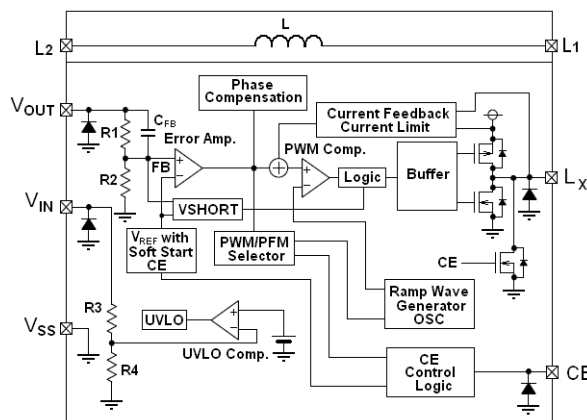 L
L2
L1
Phase
Compensation
VOUT
CFB
R1
Error Amp.
Current Feedback
Current Limit
PWM Comp.
FB
R2
Logic
Buffer
LX
VIN
VSHORT
VREF with
Soft Start
CE
PWM/PFM
Selector
CE
Ramp Wave
Generator
OSC
R3
UVLO
VSS
UVLO Comp.
R4
CE
Control
Logic
CE